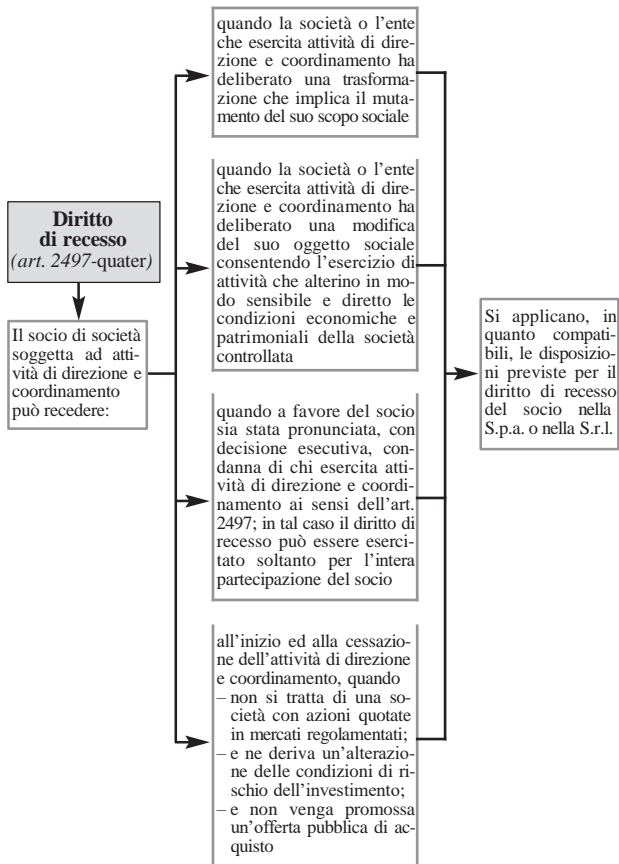 quando la società o l'ente
che esercita attività di dire-
zione e coordinamento ha
deliberato una trasforma-
zione che implica il muta-
mento del suo scopo sociale
quando la società o l'ente
che esercita attività di dire-
zione e coordinamento ha
deliberato una modifica
del suo oggetto sociale
consentendo l'esercizio di
attività che alterino in mo-
do sensibile e diretto le
condizioni economiche e
patrimoniali della società
controllata
Diritto
di recesso
(art. 2497-quater)
Il socio di società
soggetta ad atti-
vità di direzione e
coordinamento
può recedere:
Si applicano, in
quanto compati-
bili, le disposizio-
ni previste per il
diritto di recesso
del socio nella
S.p.a. o nella S.r.l.
quando a favore del socio
sia stata pronunciata, con
decisione esecutiva, con-
danna di chi esercita atti-
vità di direzione e coordi-
namento ai sensi dell'art.
2497; in tal caso il diritto di
recesso può essere eserci-
tato soltanto per l'intera
partecipazione del socio
all'inizio ed alla cessazio-
ne dell'attività di direzione
e coordinamento, quando
– non si tratta di una so-
cietà con azioni quotate
in mercati regolamentati;
– e ne deriva un'alterazio-
ne delle condizioni di ri-
schio dell'investimento;
– e non venga promossa
un'offerta pubblica di ac-
quisto